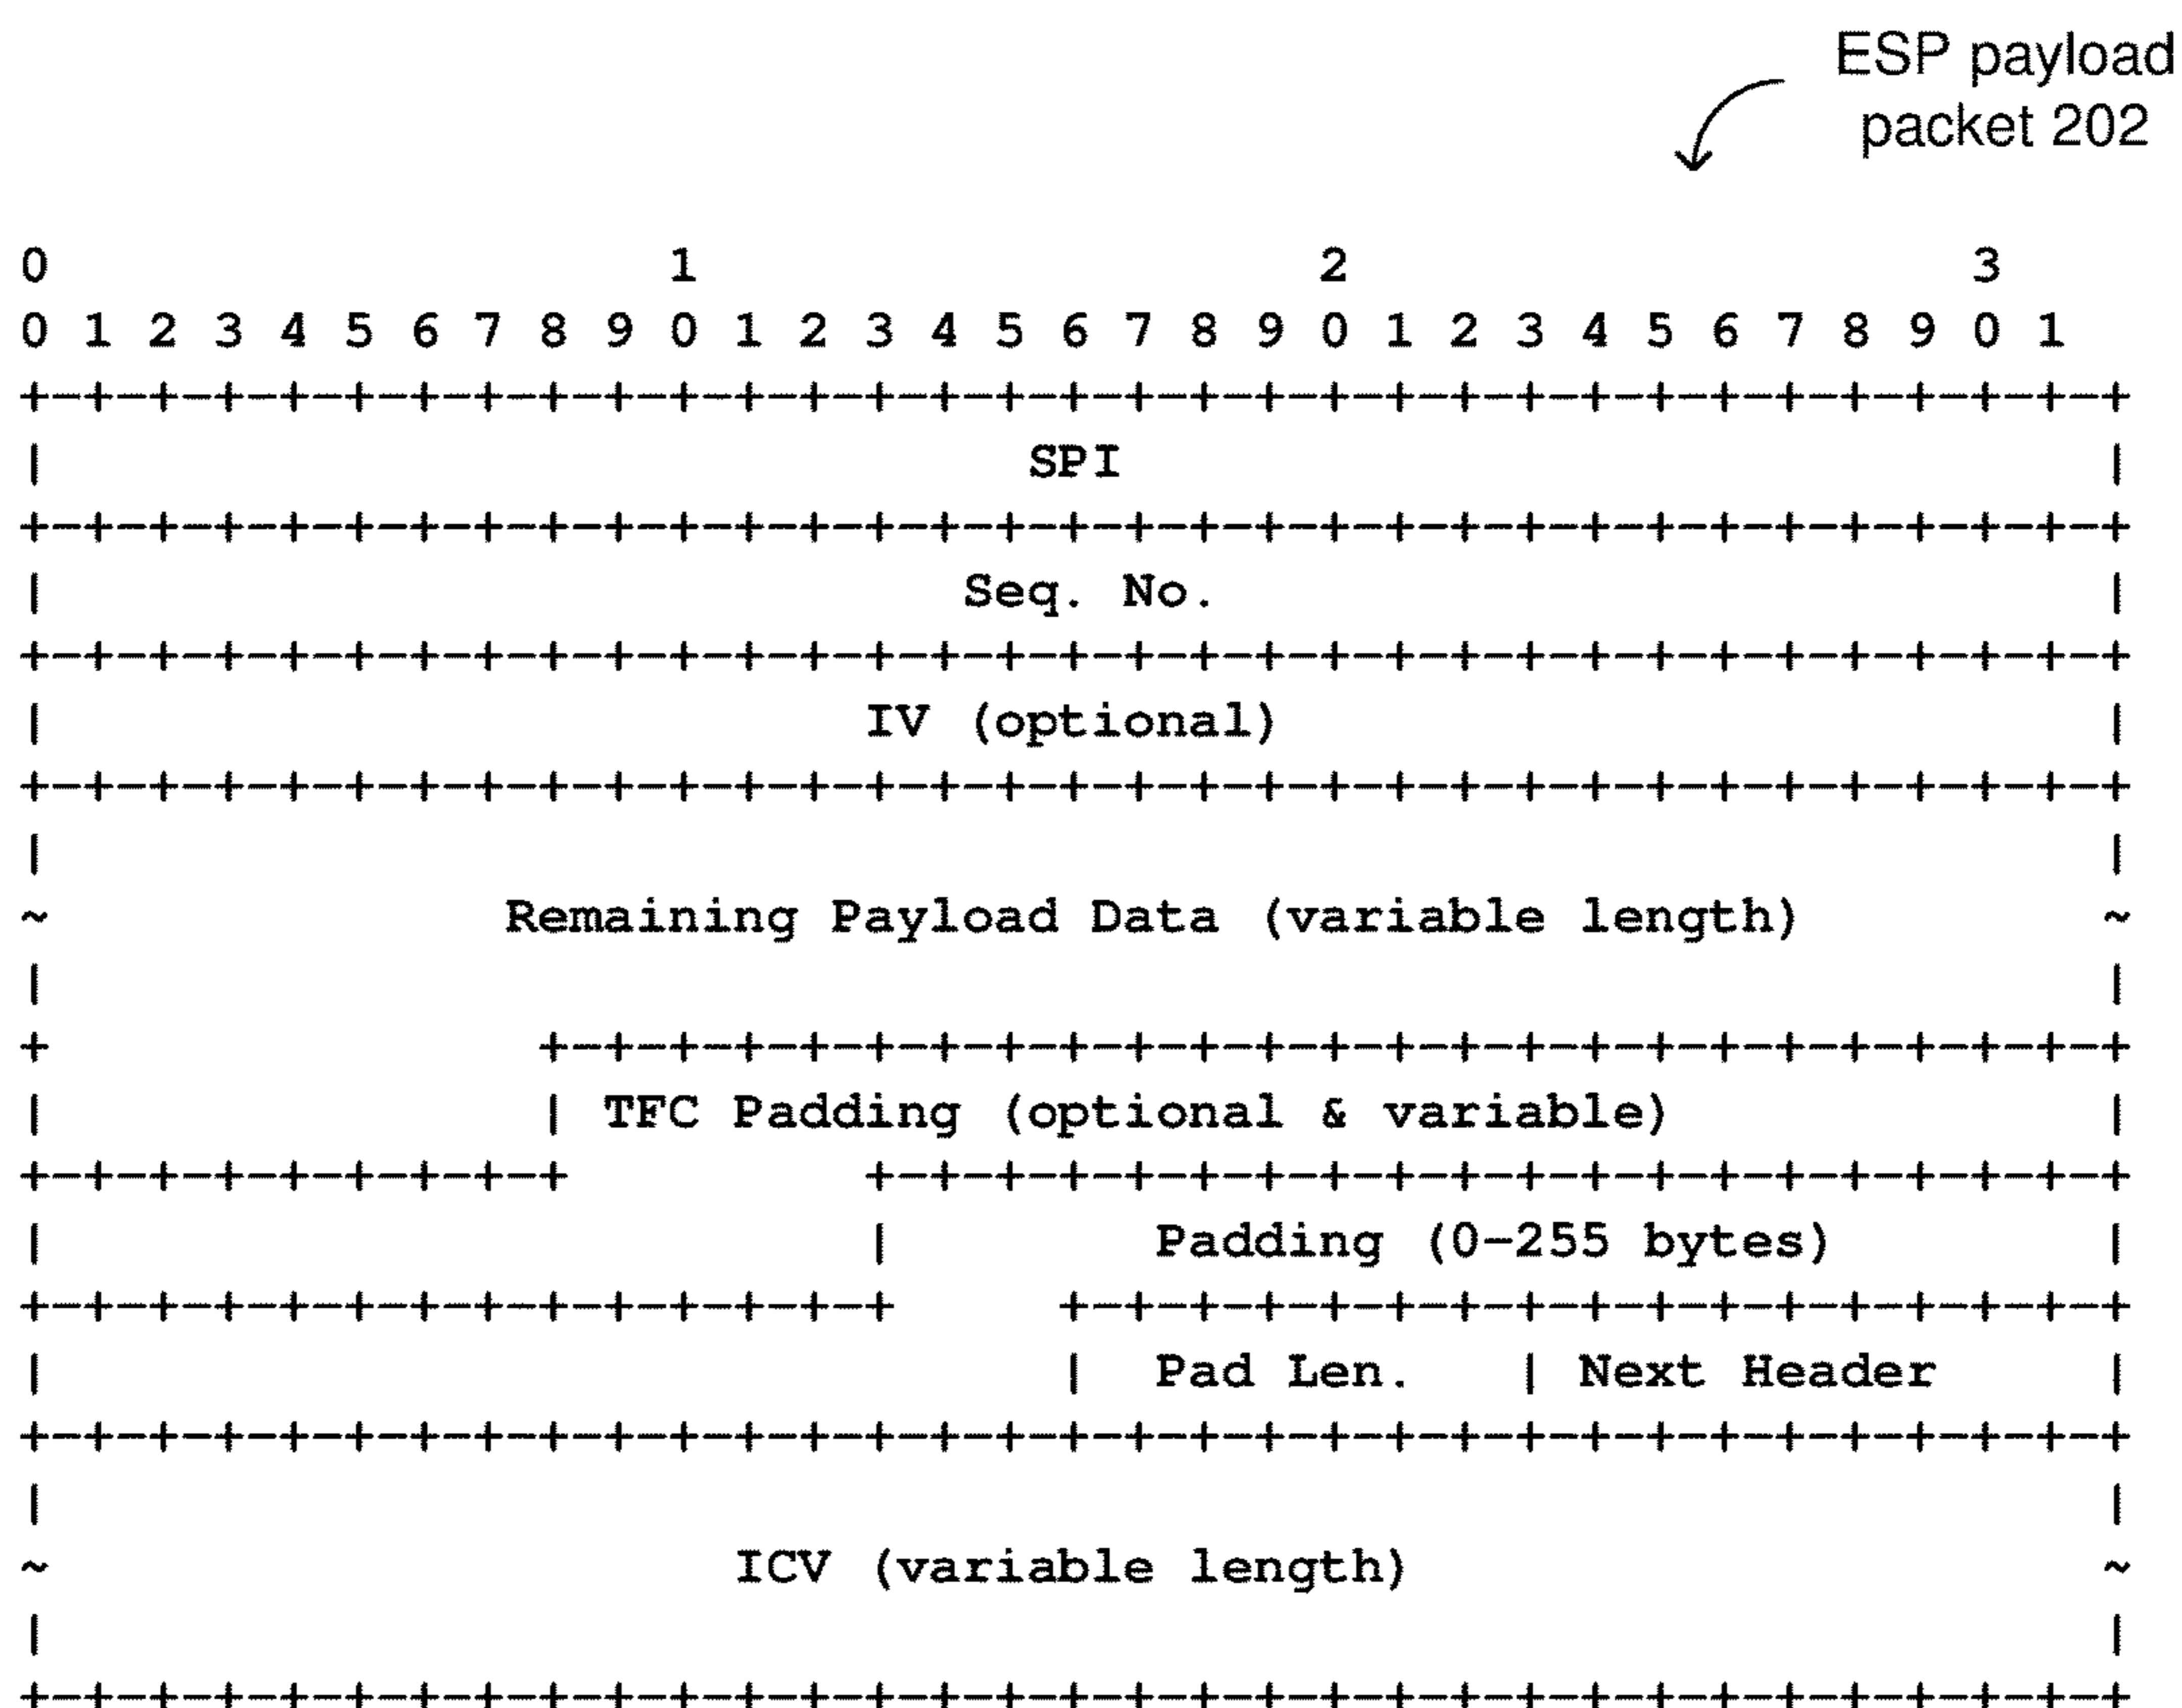 ESP payload
packet 202
0                   1                   2                   3
0 1 2 3 4 5 6 7 8 9 0 1 2 3 4 5 6 7 8 9 0 1 2 3 4 5 6 7 8 9 0 1
+-+-+-+-+-+-+-+-+-+-+-+-+-+-+-+-+-+-+-+-+-+-+-+-+-+-+-+-+-+-+-+-+
|                              SPI                              |
+-+-+-+-+-+-+-+-+-+-+-+-+-+-+-+-+-+-+-+-+-+-+-+-+-+-+-+-+-+-+-+-+
|                            Seq. No.                           |
+-+-+-+-+-+-+-+-+-+-+-+-+-+-+-+-+-+-+-+-+-+-+-+-+-+-+-+-+-+-+-+-+
|                         IV (optional)                         |
+-+-+-+-+-+-+-+-+-+-+-+-+-+-+-+-+-+-+-+-+-+-+-+-+-+-+-+-+-+-+-+-+
|                                                               |
~              Remaining Payload Data (variable length)         ~
|                                                               |
+               +-+-+-+-+-+-+-+-+-+-+-+-+-+-+-+-+-+-+-+-+-+-+-+-+
|               | TFC Padding (optional & variable)             |
+-+-+-+-+-+-+-+-+         +-+-+-+-+-+-+-+-+-+-+-+-+-+-+-+-+-+-+-+
|                         |        Padding (0-255 bytes)        |
+-+-+-+-+-+-+-+-+-+-+-+-+-+     +-+-+-+-+-+-+-+-+-+-+-+-+-+-+-+-+
|                               |  Pad Len.   | Next Header     |
+-+-+-+-+-+-+-+-+-+-+-+-+-+-+-+-+-+-+-+-+-+-+-+-+-+-+-+-+-+-+-+-+
|                                                               |
~                     ICV (variable length)                     ~
|                                                               |
+-+-+-+-+-+-+-+-+-+-+-+-+-+-+-+-+-+-+-+-+-+-+-+-+-+-+-+-+-+-+-+-+